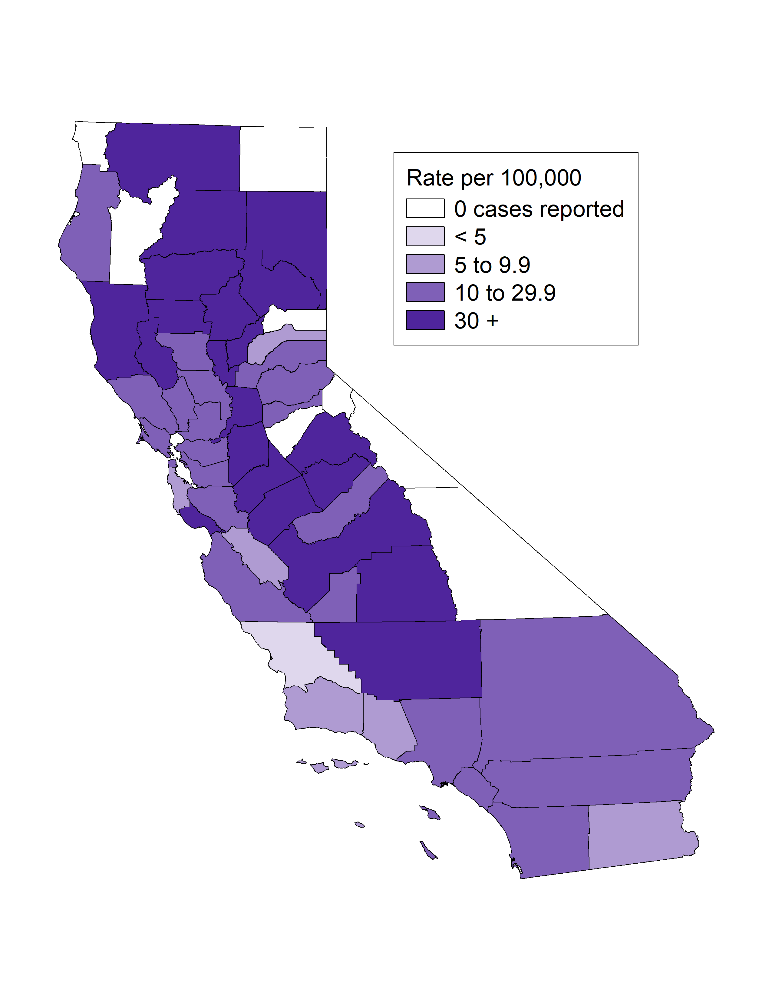 Rate per 100,000
0 cases reported
< 5
5 to 9.9
10 to 29.9
30 +